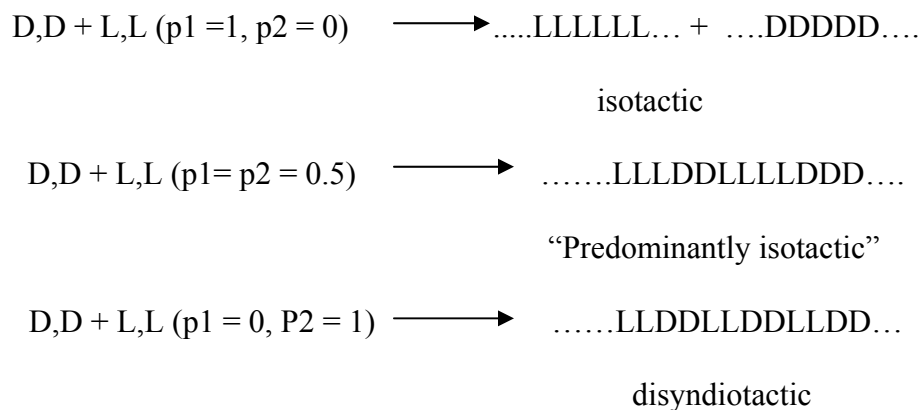 D,D + L,L (p1 =1, p2 = 0) .....LLLLLL… + ….DDDDD….
isotactic
D,D + L,L (p1= p2 = 0.5) …….LLLDDLLLLDDD….
“Predominantly isotactic”
D,D + L,L (p1 = 0, P2 = 1) ……LLDDLLDDLLDD…
disyndiotactic